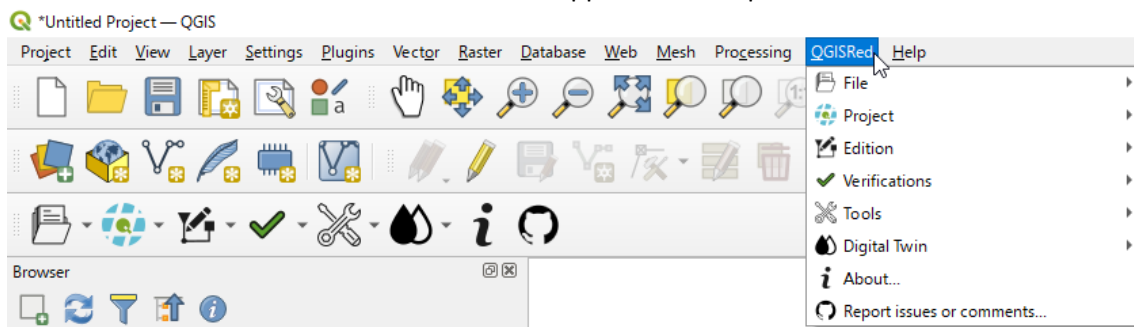 *Untitled Project — QGIS
Project Edit View Layer Settings Plugins Vector Raster Database Web Mesh Processing QGISRed Help
File
Project
Edition
Verifications
Tools
Digital Twin
About...
Report issues or comments...
a
1:
Browser